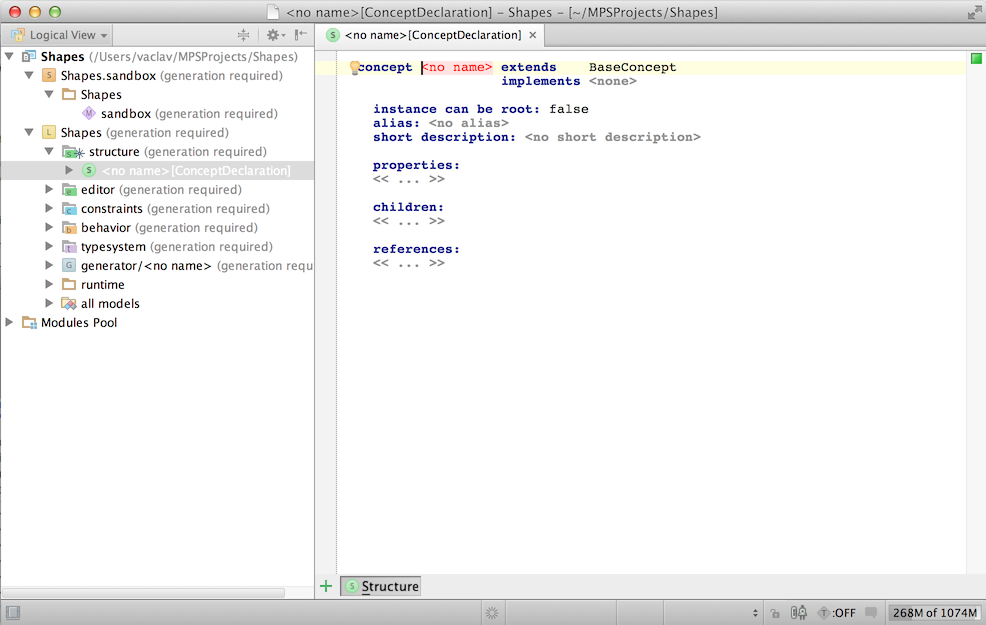 <no name>[ConceptDeclaration] – Shapes – [~/MPSProjects/Shapes]
Logical View
Shapes (/Users/vaclav/MPSProjects/Shapes)
S Shapes.sandbox (generation required)
Shapes
M sandbox (generation required)
L Shapes (generation required)
S structure (generation required)
S <no name>[ConceptDeclaration]
e editor (generation required)
c constraints (generation required)
b behavior (generation required)
T typesystem (generation required)
G generator/<no name> (generation requ
runtime
all models
Modules Pool
S <no name>[ConceptDeclaration]
concept <no name> extends BaseConcept
implements <none>
instance can be root: false
alias: <no alias>
short description: <no short description>
properties:
<< ... >>
children:
<< ... >>
references:
<< ... >>
S Structure
T :OFF
268M of 1074M